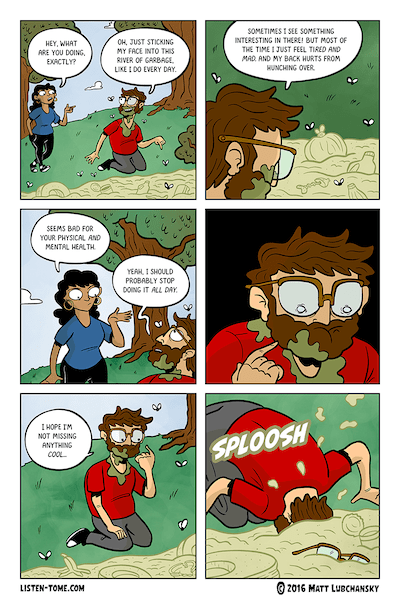 HEY, WHAT
ARE YOU DOING,
EXACTLY?
OH, JUST STICKING
MY FACE INTO THIS
RIVER OF GARBAGE,
LIKE I DO EVERY DAY.
SOMETIMES I SEE SOMETHING
INTERESTING IN THERE! BUT MOST OF
THE TIME I JUST FEEL TIRED AND
MAD. AND MY BACK HURTS FROM
HUNCHING OVER.
SEEMS BAD FOR
YOUR PHYSICAL AND
MENTAL HEALTH.
YEAH, I SHOULD
PROBABLY STOP
DOING IT ALL DAY.
I HOPE I'M
NOT MISSING
ANYTHING
COOL...
SPLOOSH
LISTEN-TOME.COM
© 2016 MATT LUBCHANSKY